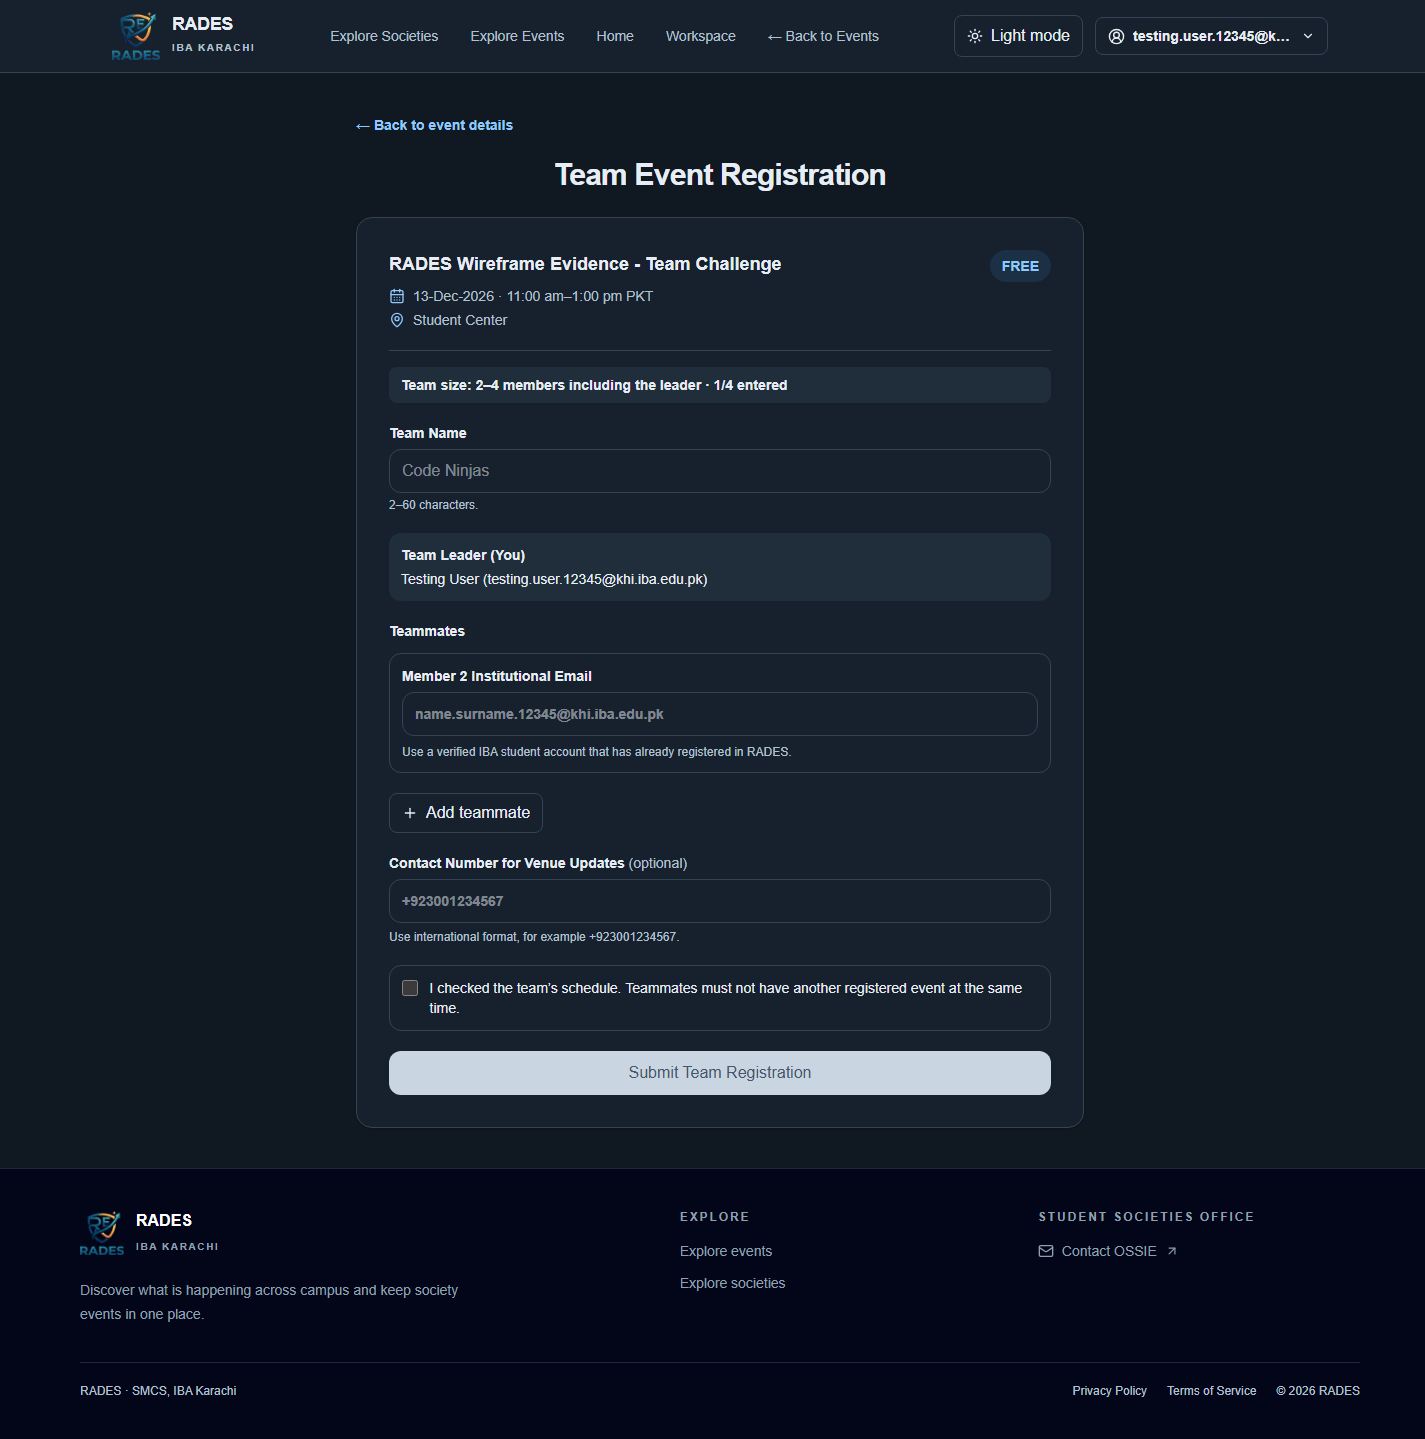 RADES
RADES
IBA KARACHI
Explore Societies
Explore Events
Home
Workspace
← Back to Events
Light mode
testing.user.12345@k...
← Back to event details
Team Event Registration
RADES Wireframe Evidence - Team Challenge
FREE
13-Dec-2026 · 11:00 am–1:00 pm PKT
Student Center
Team size: 2–4 members including the leader · 1/4 entered
Team Name
Code Ninjas
2–60 characters.
Team Leader (You)
Testing User (testing.user.12345@khi.iba.edu.pk)
Teammates
Member 2 Institutional Email
name.surname.12345@khi.iba.edu.pk
Use a verified IBA student account that has already registered in RADES.
+ Add teammate
Contact Number for Venue Updates (optional)
+923001234567
Use international format, for example +923001234567.
I checked the team's schedule. Teammates must not have another registered event at the same
time.
Submit Team Registration
RADES
RADES
IBA KARACHI
Discover what is happening across campus and keep society
events in one place.
EXPLORE
Explore events
Explore societies
STUDENT SOCIETIES OFFICE
Contact OSSIE ↗
RADES · SMCS, IBA Karachi
Privacy Policy
Terms of Service
© 2026 RADES